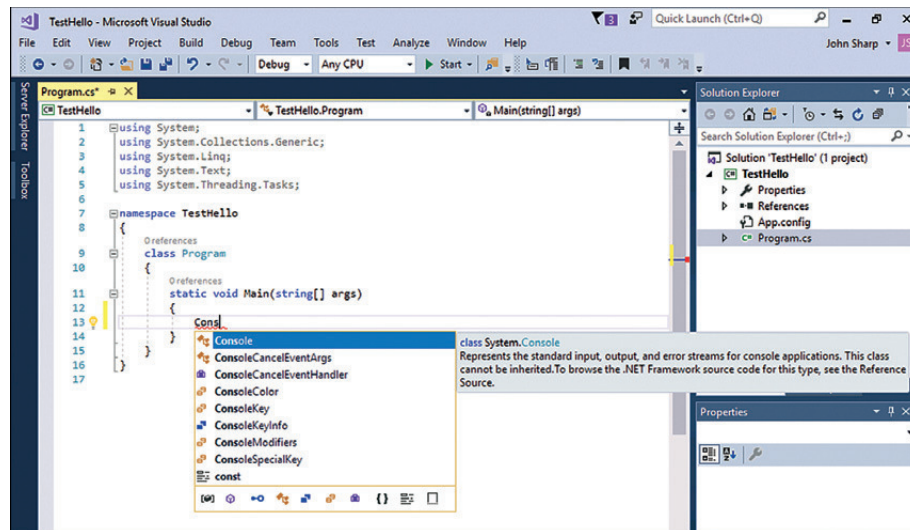 TestHello - Microsoft Visual Studio
Quick Launch (Ctrl+Q)
File Edit View Project Build Debug Team Tools Test Analyze Window Help
John Sharp
JS
Debug Any CPU Start
Server Explorer
Toolbox
Program.cs*
TestHello TestHello.Program Main(string[] args)
1 using System;
2 using System.Collections.Generic;
3 using System.Linq;
4 using System.Text;
5 using System.Threading.Tasks;
6
7 namespace TestHello
8 {
0 references
9 class Program
10 {
0 references
11 static void Main(string[] args)
12 {
13 Cons
14 }
15 }
16 }
17
Console
ConsoleCancelEventArgs
ConsoleCancelEventHandler
ConsoleColor
ConsoleKey
ConsoleKeyInfo
ConsoleModifiers
ConsoleSpecialKey
const
class System.Console
Represents the standard input, output, and error streams for console applications. This class
cannot be inherited.To browse the .NET Framework source code for this type, see the Reference
Source.
Solution Explorer
Search Solution Explorer (Ctrl+;)
Solution 'TestHello' (1 project)
TestHello
Properties
References
App.config
Program.cs
Properties